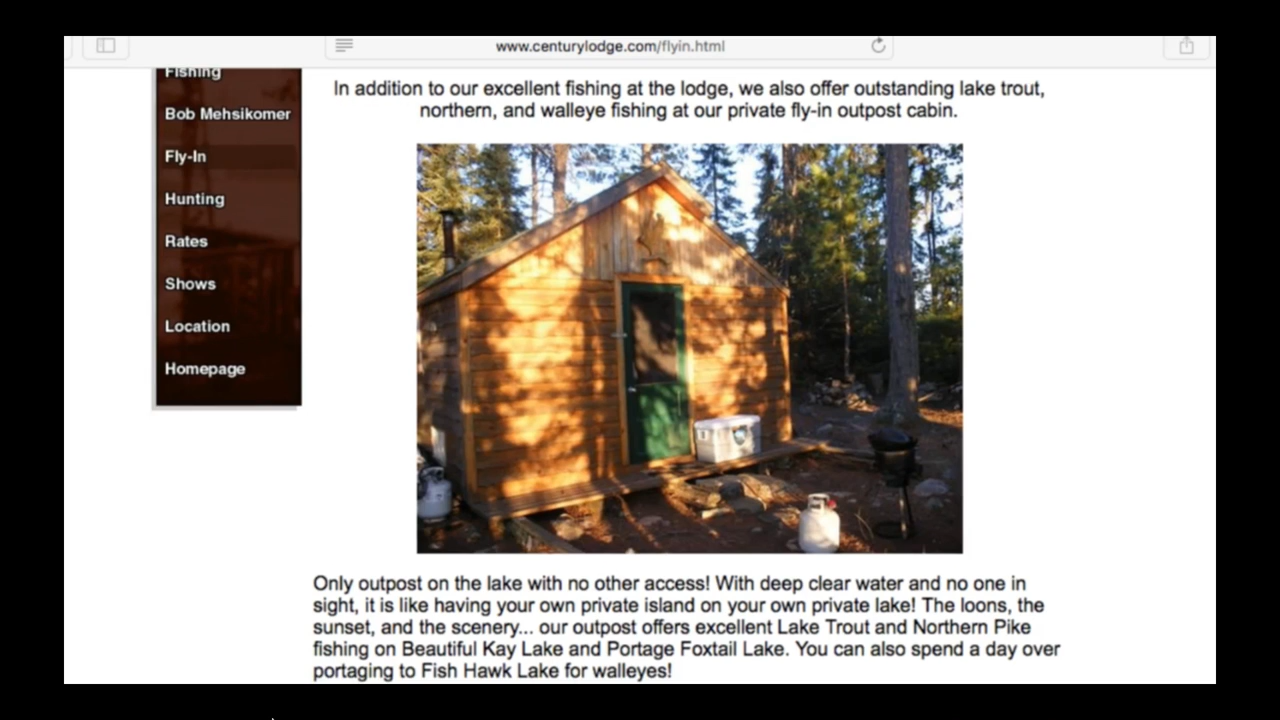 www.centurylodge.com/flyin.html
Fishing
Bob Mehsikomer
Fly-In
Hunting
Rates
Shows
Location
Homepage
In addition to our excellent fishing at the lodge, we also offer outstanding lake trout,
northern, and walleye fishing at our private fly-in outpost cabin.
Only outpost on the lake with no other access! With deep clear water and no one in
sight, it is like having your own private island on your own private lake! The loons, the
sunset, and the scenery... our outpost offers excellent Lake Trout and Northern Pike
fishing on Beautiful Kay Lake and Portage Foxtail Lake. You can also spend a day over
portaging to Fish Hawk Lake for walleyes!